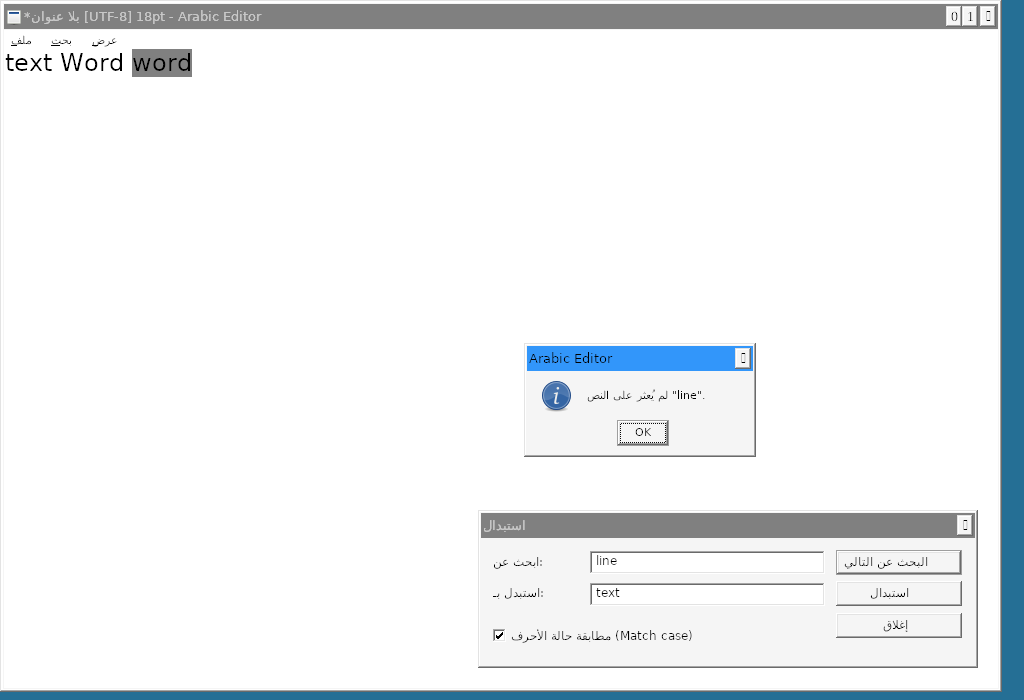 *بلا عنوان [UTF-8] 18pt - Arabic Editor
ملف بحث عرض
text Word word
Arabic Editor
لم يُعثر على النص "line".
OK
استبدال
ابحث عن: line البحث عن التالي
استبدل بـ: text استبدال
إغلاق
مطابقة حالة الأحرف (Match case)